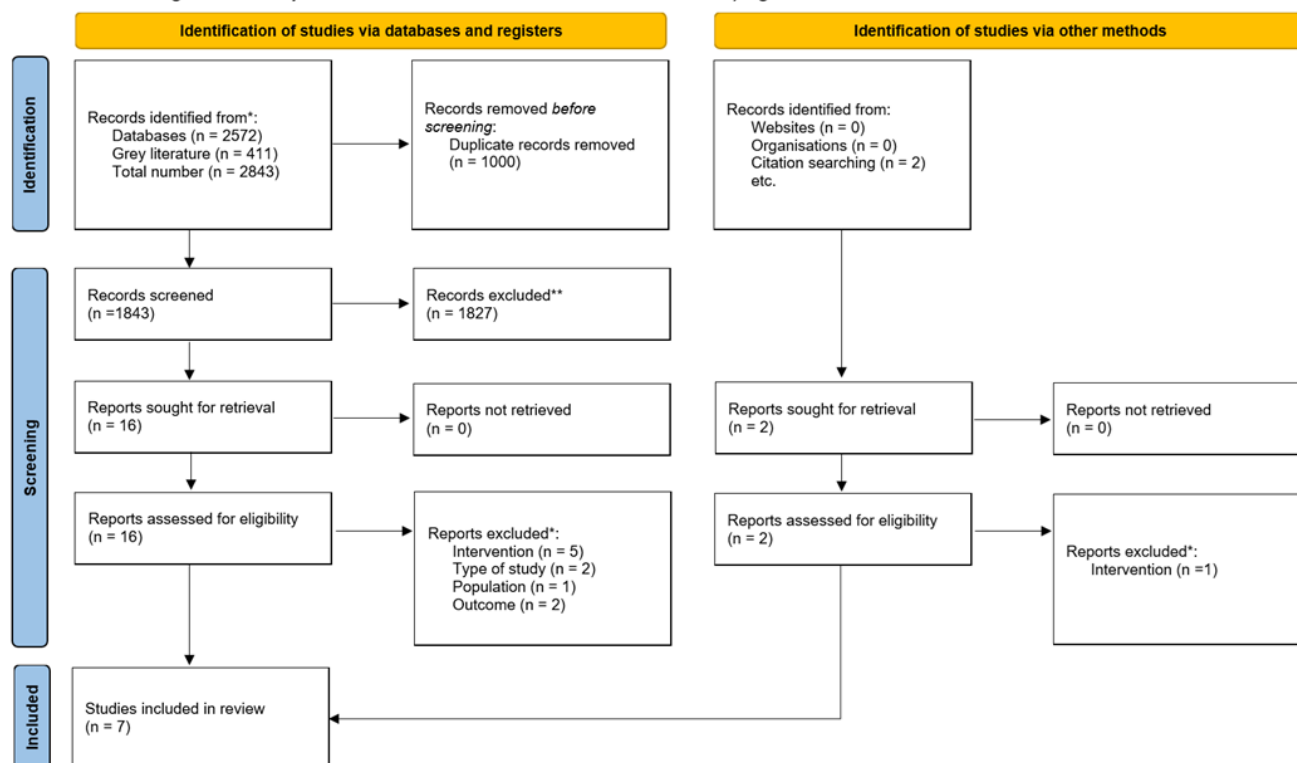 Identification of studies via databases and registers
Identification of studies via other methods
Identification
Records identified from*:
Databases (n = 2572)
Grey literature (n = 411)
Total number (n = 2843)
Records removed before
screening:
Duplicate records removed
(n = 1000)
Records identified from:
Websites (n = 0)
Organisations (n = 0)
Citation searching (n = 2)
etc.
Screening
Records screened
(n =1843)
Records excluded**
(n = 1827)
Reports sought for retrieval
(n = 16)
Reports not retrieved
(n = 0)
Reports sought for retrieval
(n = 2)
Reports not retrieved
(n = 0)
Reports assessed for eligibility
(n = 16)
Reports excluded*:
Intervention (n = 5)
Type of study (n = 2)
Population (n = 1)
Outcome (n = 2)
Reports assessed for eligibility
(n = 2)
Reports excluded*:
Intervention (n =1)
Included
Studies included in review
(n = 7)